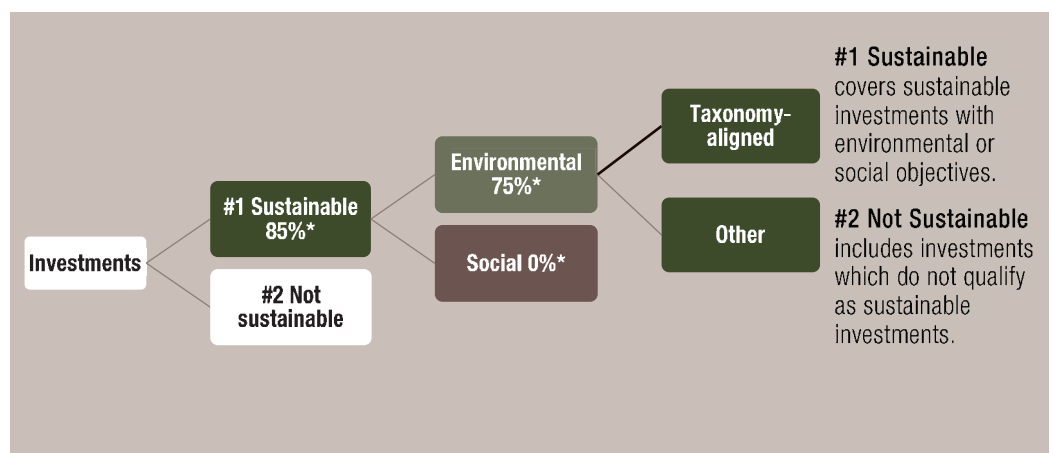 Investments
#1 Sustainable
85%*
#2 Not
sustainable
Environmental
75%*
Social 0%*
Taxonomy-
aligned
Other
#1 Sustainable
covers sustainable
investments with
environmental or
social objectives.
#2 Not Sustainable
includes investments
which do not qualify
as sustainable
investments.